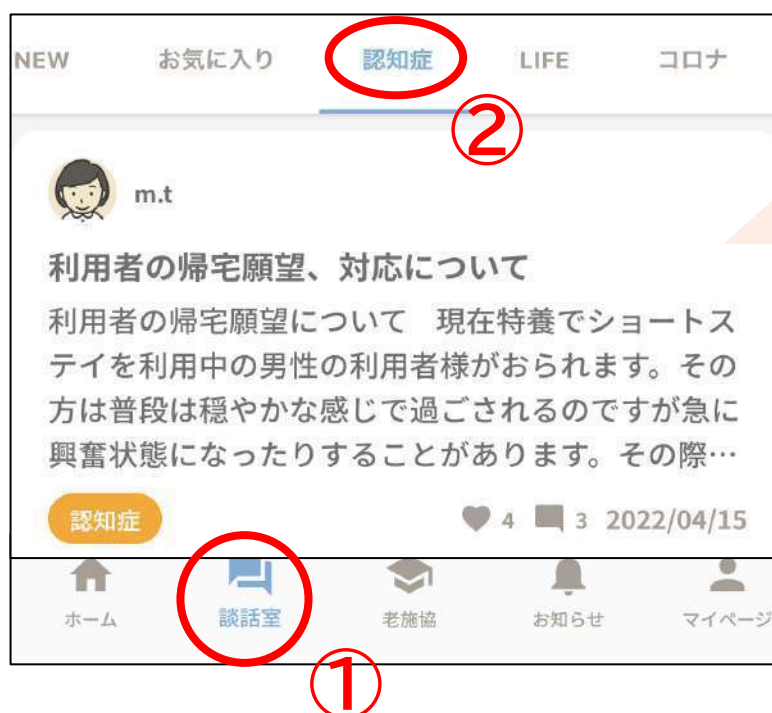 NEW お気に入り 認知症 LIFE コロナ
②
m.t
利用者の帰宅願望、対応について
利用者の帰宅願望について　現在特養でショートス
テイを利用中の男性の利用者様がおられます。その
方は普段は穏やかな感じで過ごされるのですが急に
興奮状態になったりすることがあります。その際…
認知症 4 3 2022/04/15
ホーム 談話室 老施協 お知らせ マイページ
①